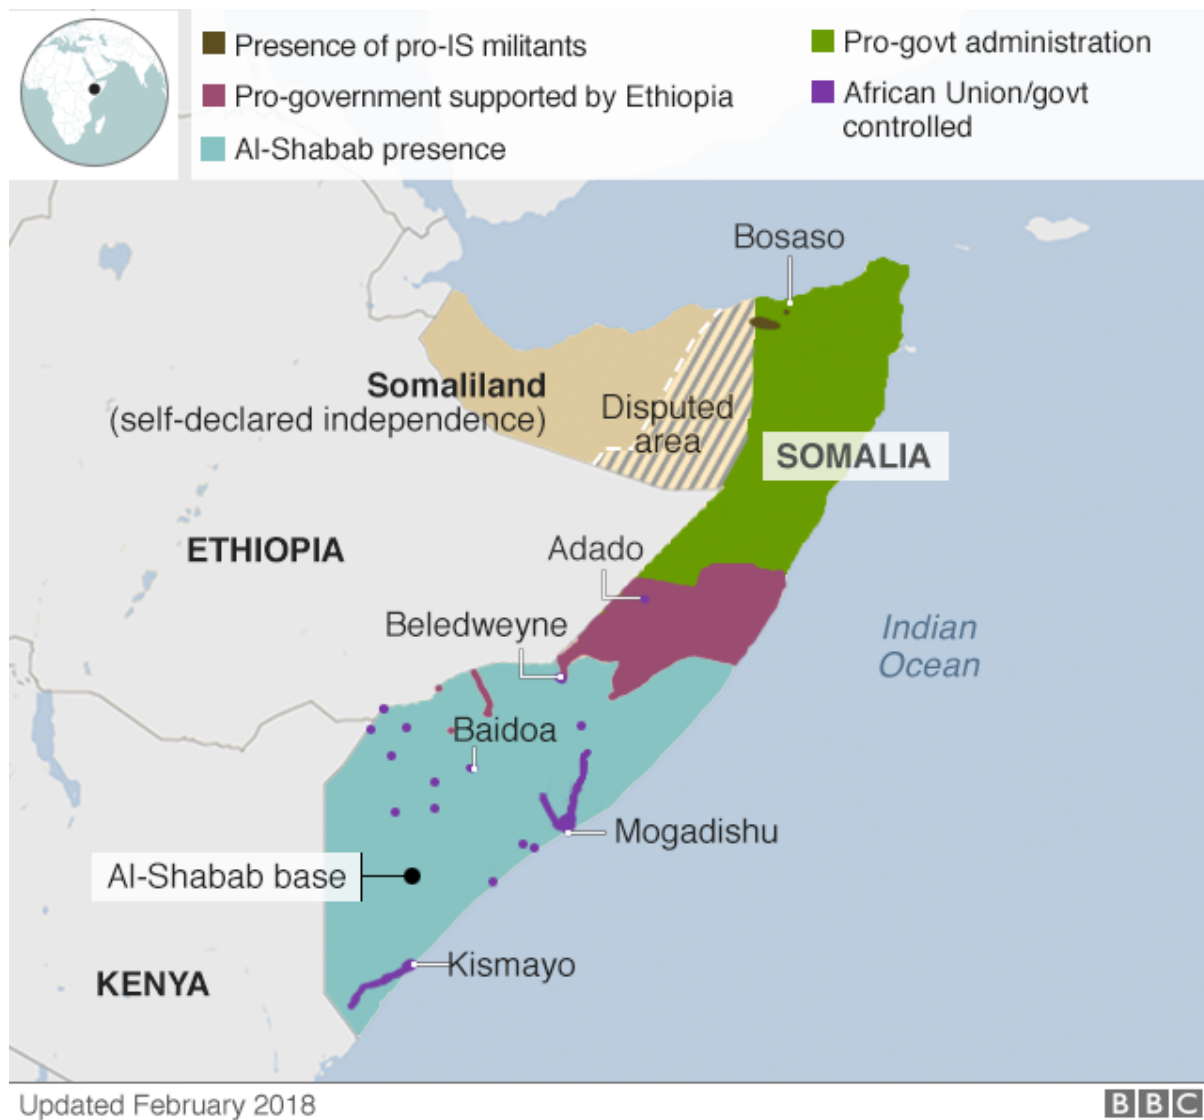 Presence of pro-IS militants
Pro-government supported by Ethiopia
Al-Shabab presence
Pro-govt administration
African Union/govt
controlled
Bosaso
Somaliland
(self-declared independence)
Disputed
area
SOMALIA
ETHIOPIA
Adado
Beledweyne
Indian
Ocean
Baidoa
Mogadishu
Al-Shabab base
Kismayo
KENYA
Updated February 2018
BBC